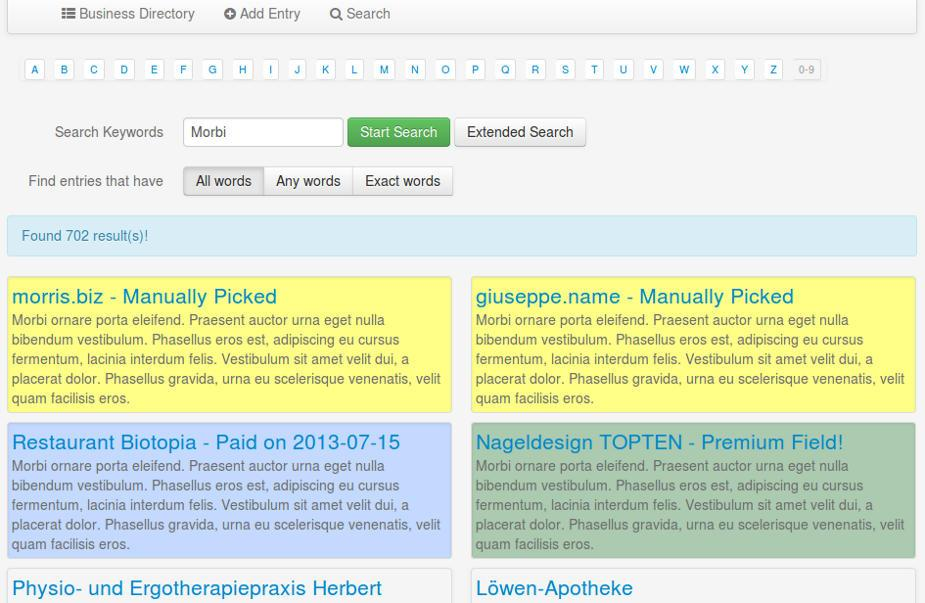 Business Directory Add Entry Search
A B C D E F G H I J K L M N O P Q R S T U V W X Y Z 0-9
Search Keywords Morbi Start Search Extended Search
Find entries that have All words Any words Exact words
Found 702 result(s)!
morris.biz - Manually Picked
Morbi ornare porta eleifend. Praesent auctor urna eget nulla
bibendum vestibulum. Phasellus eros est, adipiscing eu cursus
fermentum, lacinia interdum felis. Vestibulum sit amet velit dui, a
placerat dolor. Phasellus gravida, urna eu scelerisque venenatis, velit
quam facilisis eros.
giuseppe.name - Manually Picked
Morbi ornare porta eleifend. Praesent auctor urna eget nulla
bibendum vestibulum. Phasellus eros est, adipiscing eu cursus
fermentum, lacinia interdum felis. Vestibulum sit amet velit dui, a
placerat dolor. Phasellus gravida, urna eu scelerisque venenatis, velit
quam facilisis eros.
Restaurant Biotopia - Paid on 2013-07-15
Morbi ornare porta eleifend. Praesent auctor urna eget nulla
bibendum vestibulum. Phasellus eros est, adipiscing eu cursus
fermentum, lacinia interdum felis. Vestibulum sit amet velit dui, a
placerat dolor. Phasellus gravida, urna eu scelerisque venenatis, velit
quam facilisis eros.
Nageldesign TOPTEN - Premium Field!
Morbi ornare porta eleifend. Praesent auctor urna eget nulla
bibendum vestibulum. Phasellus eros est, adipiscing eu cursus
fermentum, lacinia interdum felis. Vestibulum sit amet velit dui, a
placerat dolor. Phasellus gravida, urna eu scelerisque venenatis, velit
quam facilisis eros.
Physio- und Ergotherapiepraxis Herbert
Löwen-Apotheke